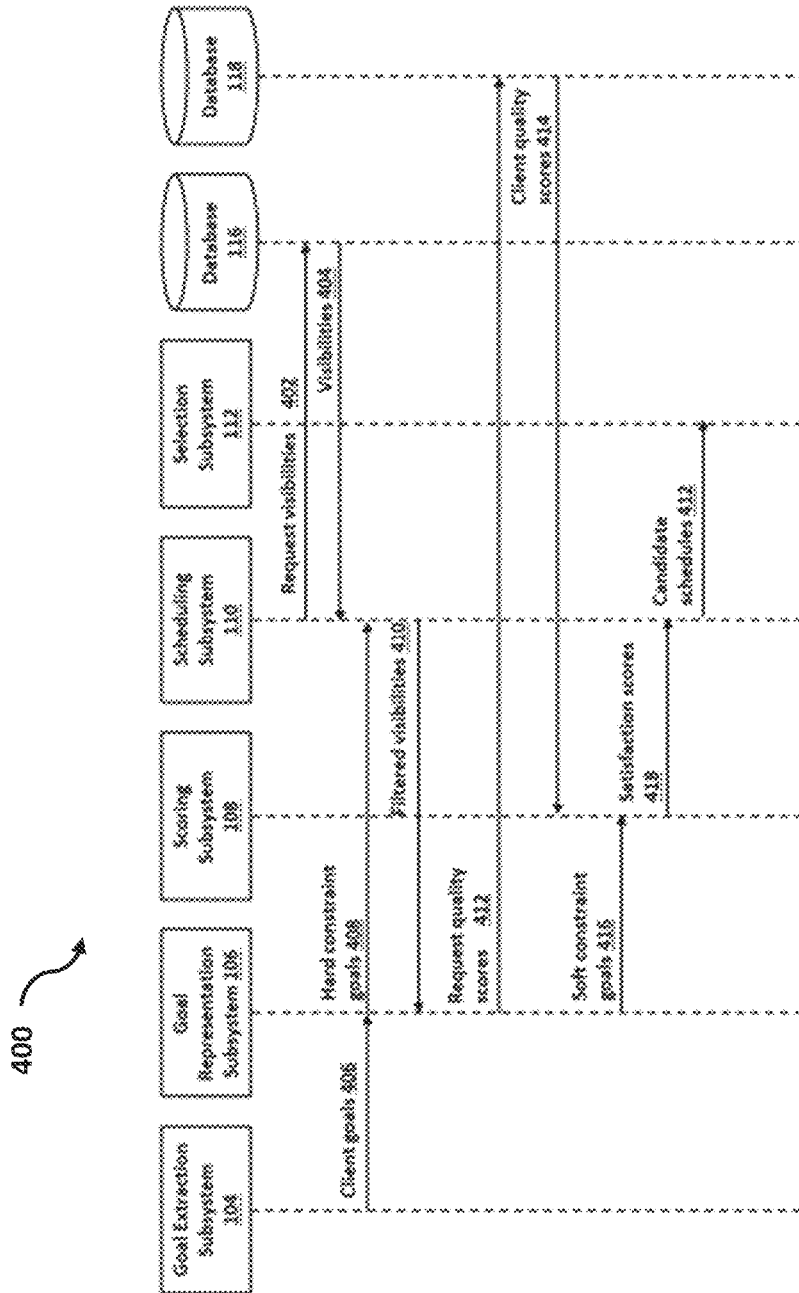 400
Goal Extraction
Subsystem
104
Goal
Representation
Subsystem 106
Scoring
Subsystem
108
Scheduling
Subsystem
110
Selection
Subsystem
112
Database
116
Database
118
Request visibilities 402
Visibilities 404
Client goals 406
Hard constraint
goals 408
Filtered visibilities 410
Request quality
scores 412
Client quality
scores 414
Soft constraint
goals 416
Satisfaction scores
418
Candidate
schedules 412